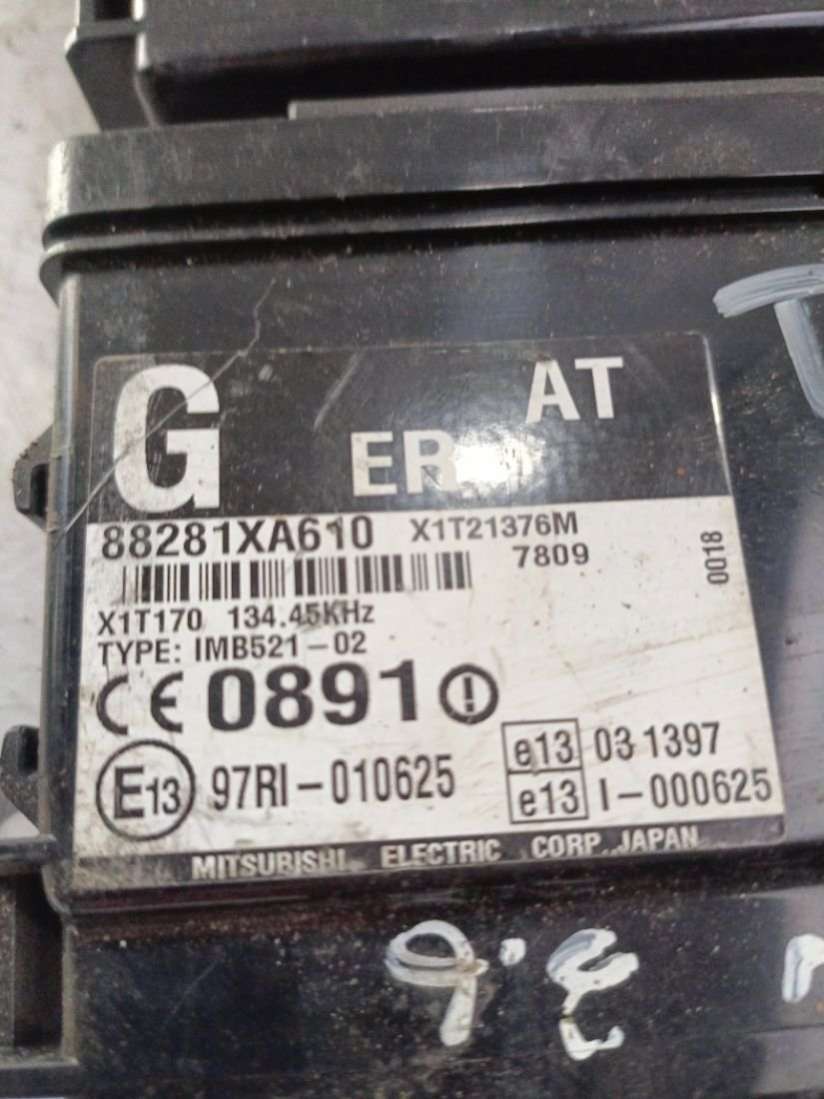 G
AT
ER
88281XA610 X1T21376M
7809
0018
X1T170 134.45KHz
TYPE: IMB521-02
CE 0891
E13 97RI-010625
e13 03 1397
e13 I-000625
MITSUBISHI ELECTRIC CORP. JAPAN